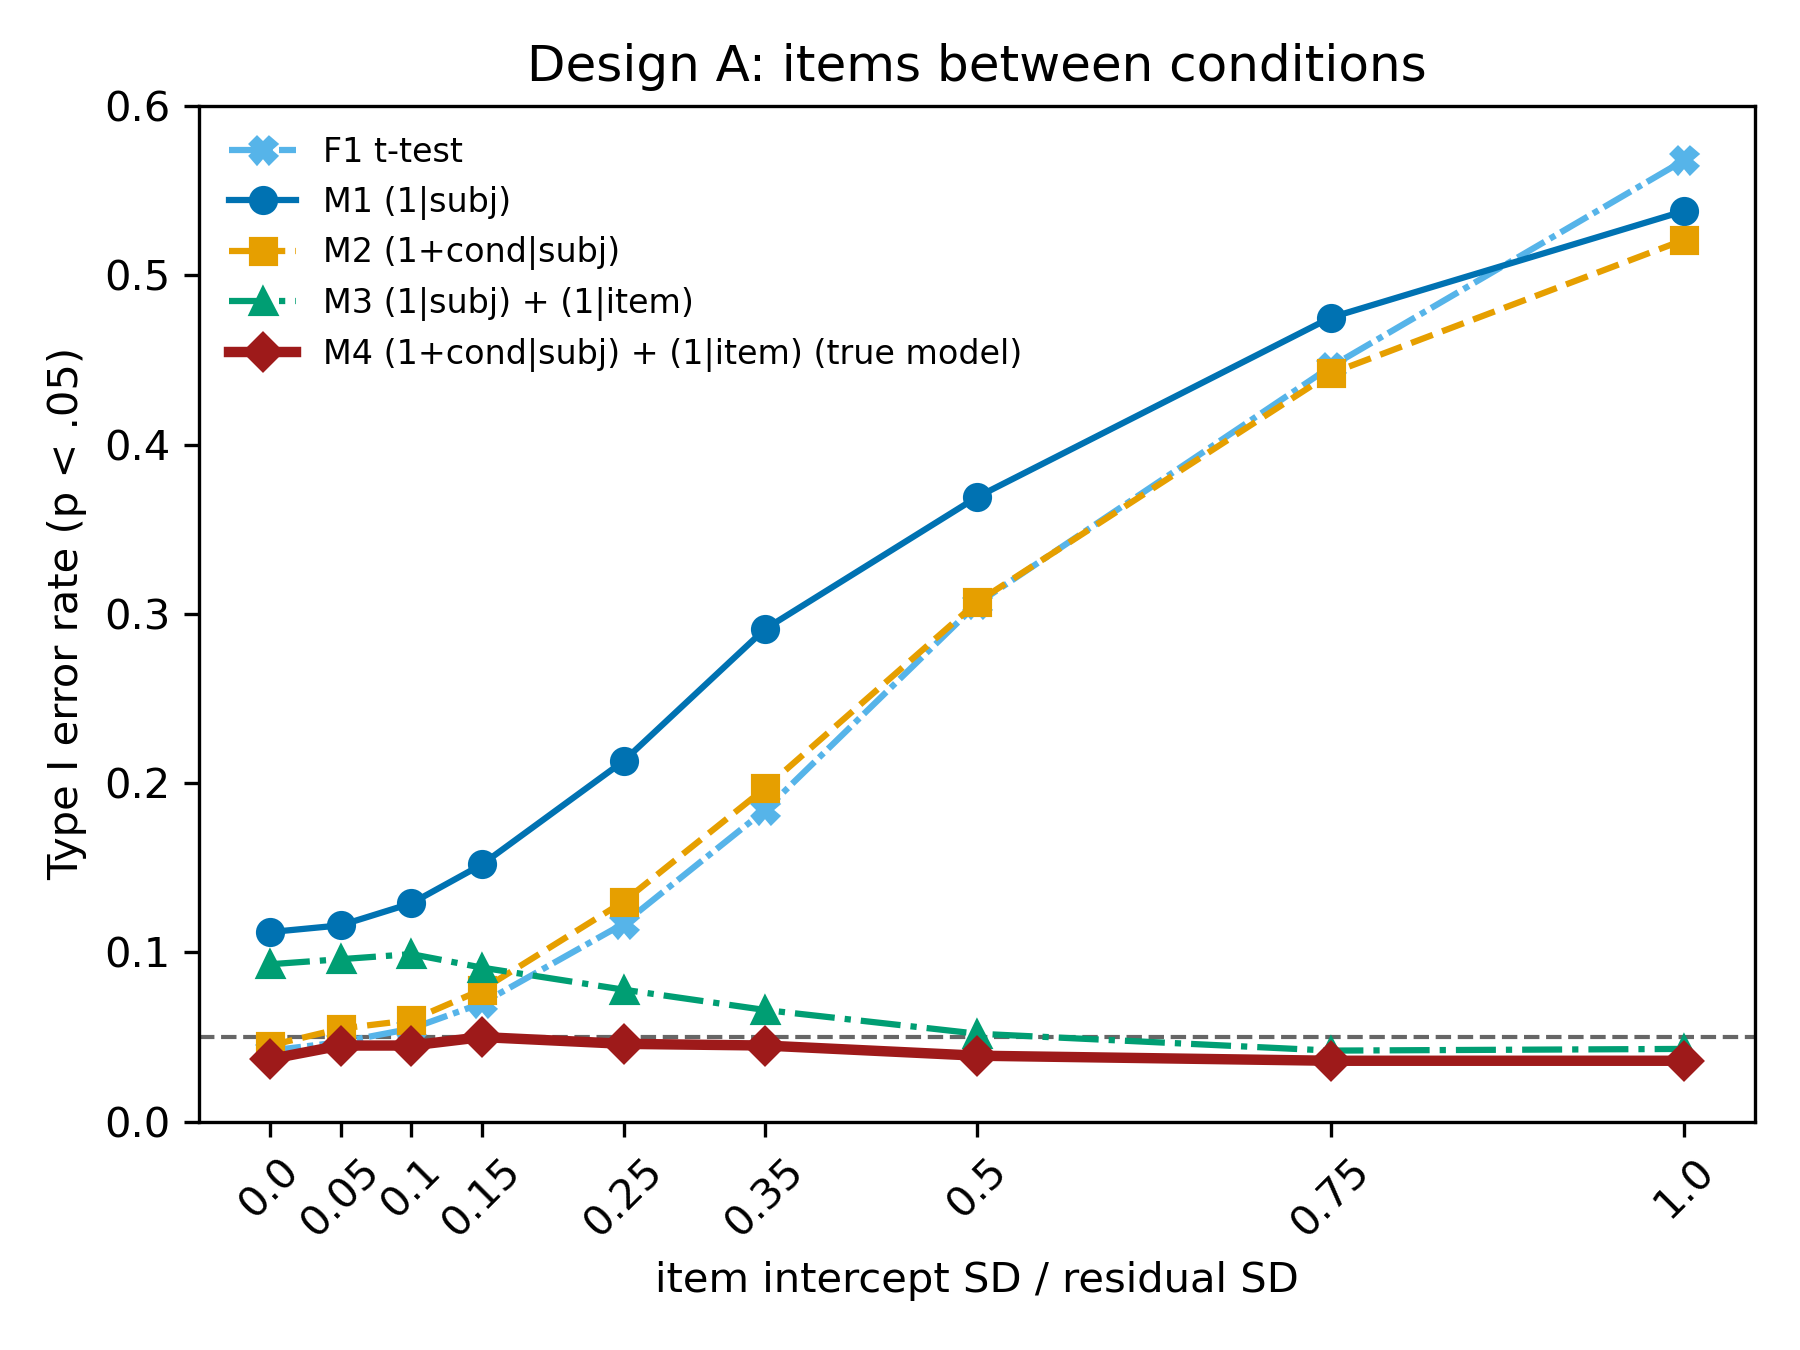 Design A: items between conditions
0.6
0.5
0.4
0.3
0.2
0.1
0.0
Type I error rate (p < .05)
F1 t-test
M1 (1|subj)
M2 (1+cond|subj)
M3 (1|subj) + (1|item)
M4 (1+cond|subj) + (1|item) (true model)
0.0
0.05
0.1
0.15
0.25
0.35
0.5
0.75
1.0
item intercept SD / residual SD